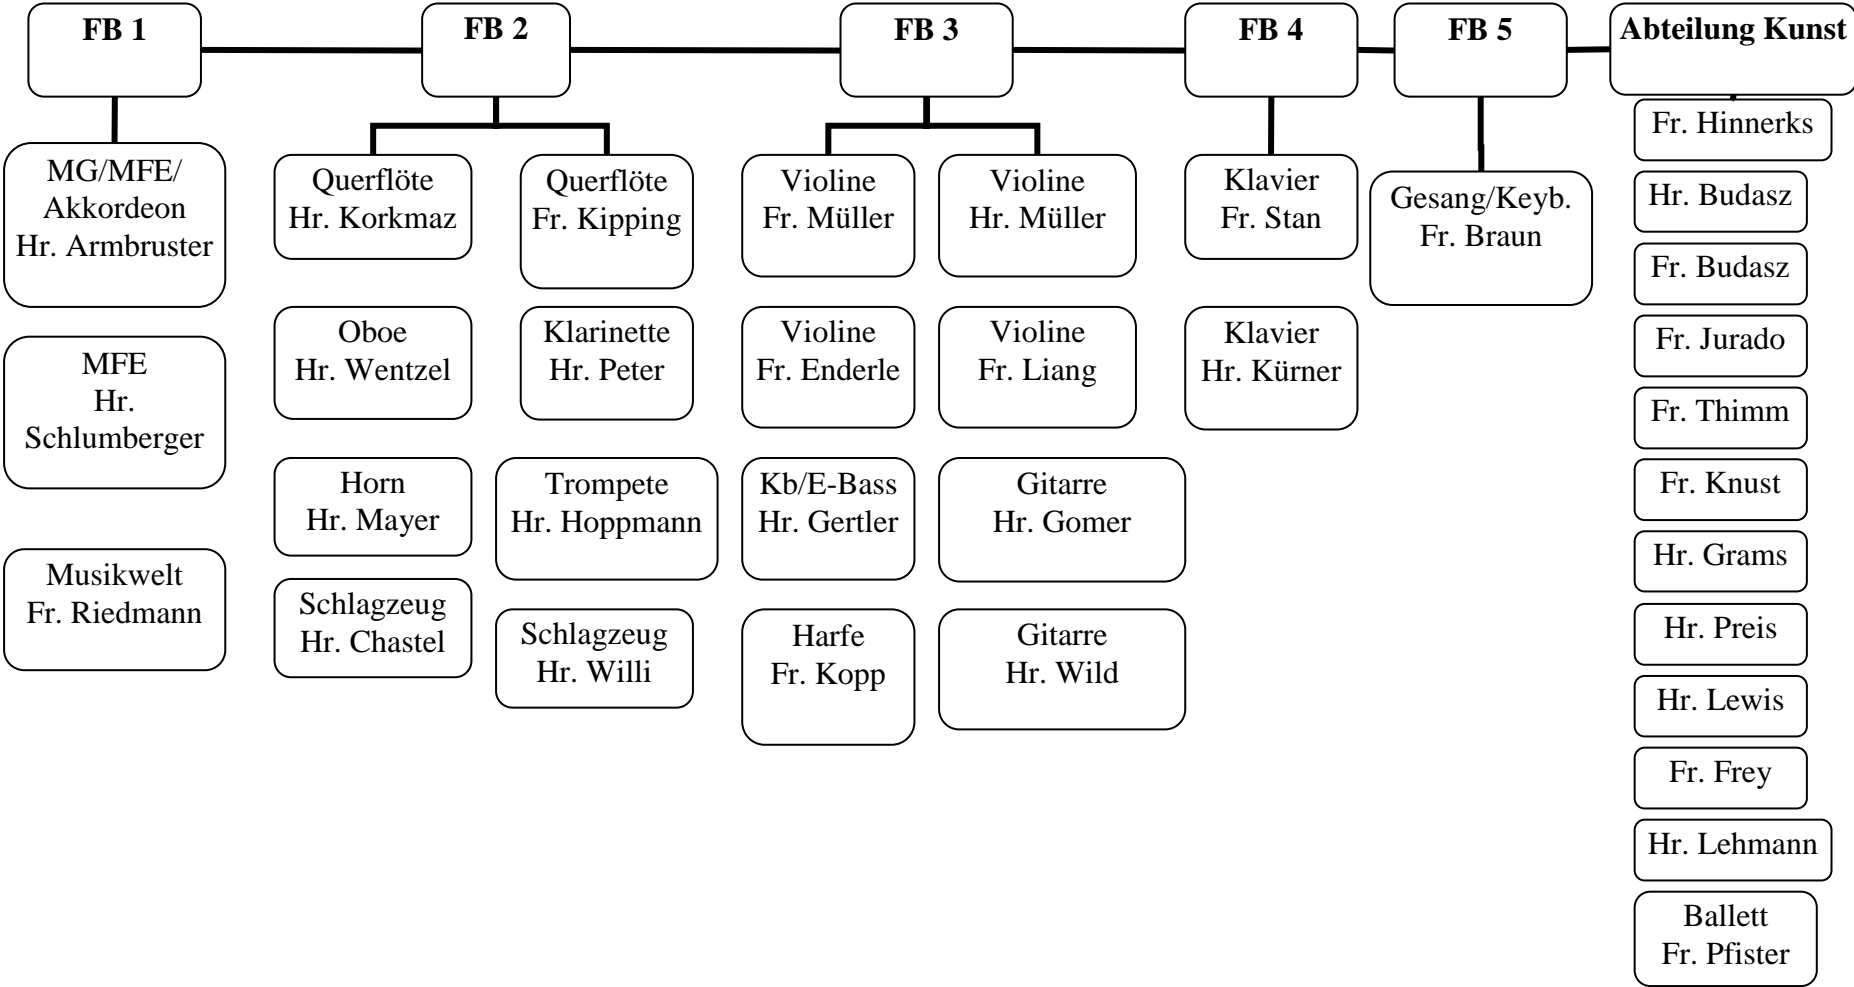 FB 1
FB 2
FB 3
FB 4
FB 5
Abteilung Kunst
MG/MFE/
Akkordeon
Hr. Armbruster
MFE
Hr.
Schlumberger
Musikwelt
Fr. Riedmann
Querflöte
Hr. Korkmaz
Oboe
Hr. Wentzel
Horn
Hr. Mayer
Schlagzeug
Hr. Chastel
Querflöte
Fr. Kipping
Klarinette
Hr. Peter
Trompete
Hr. Hoppmann
Schlagzeug
Hr. Willi
Violine
Fr. Müller
Violine
Fr. Enderle
Kb/E-Bass
Hr. Gertler
Harfe
Fr. Kopp
Violine
Hr. Müller
Violine
Fr. Liang
Gitarre
Hr. Gomer
Gitarre
Hr. Wild
Klavier
Fr. Stan
Klavier
Hr. Kürner
Gesang/Keyb.
Fr. Braun
Fr. Hinnerks
Hr. Budasz
Fr. Budasz
Fr. Jurado
Fr. Thimm
Fr. Knust
Hr. Grams
Hr. Preis
Hr. Lewis
Fr. Frey
Hr. Lehmann
Ballett
Fr. Pfister